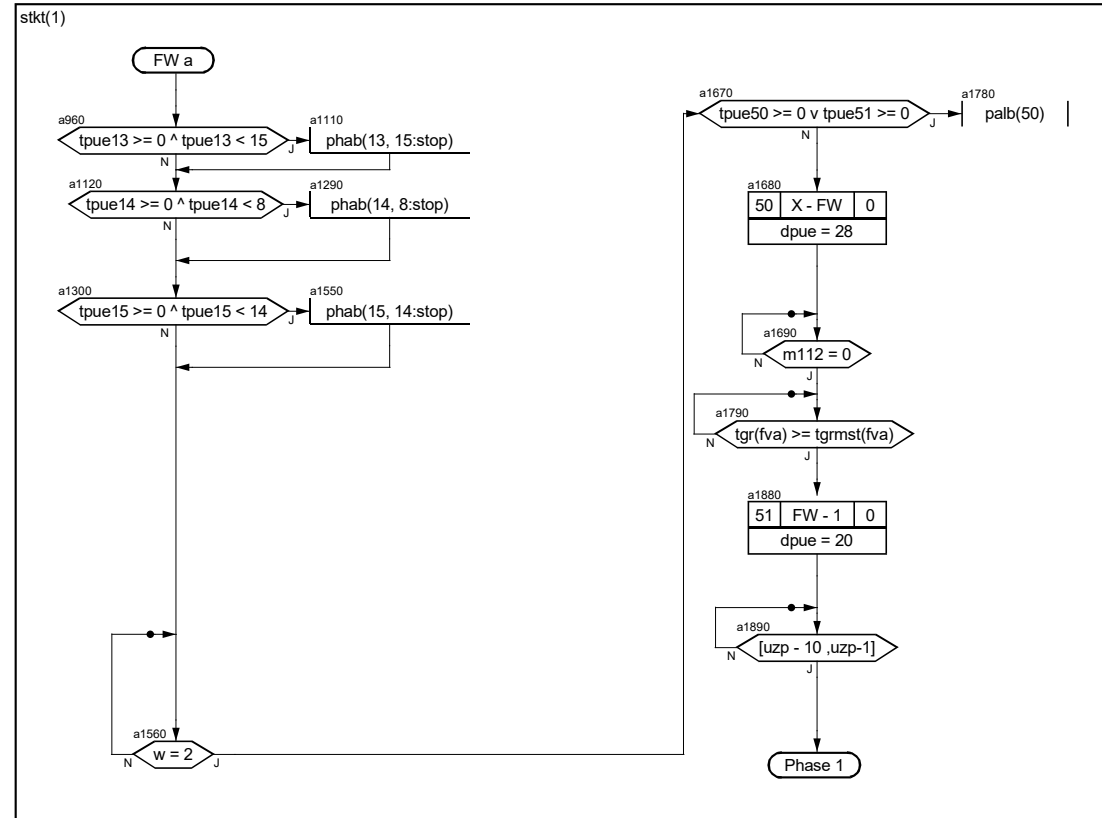 stkt(1)
FW a
a960
tpue13 >= 0 ^ tpue13 < 15
J
N
a1110
phab(13, 15:stop)
a1120
tpue14 >= 0 ^ tpue14 < 8
J
N
a1290
phab(14, 8:stop)
a1300
tpue15 >= 0 ^ tpue15 < 14
J
N
a1550
phab(15, 14:stop)
a1560
w = 2
N
J
a1670
tpue50 >= 0 v tpue51 >= 0
J
N
a1780
palb(50)
a1680
50 X - FW 0
dpue = 28
a1690
m112 = 0
N
J
a1790
tgr(fva) >= tgrmst(fva)
N
J
a1880
51 FW - 1 0
dpue = 20
a1890
[uzp - 10 ,uzp-1]
N
J
Phase 1